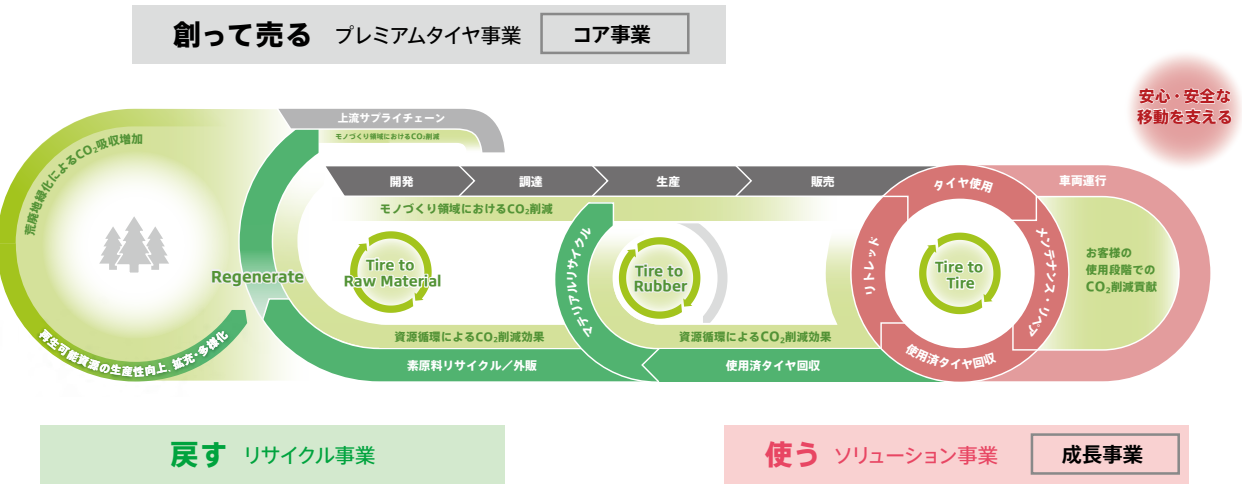 創って売る プレミアムタイヤ事業 コア事業
安心・安全な
移動を支える
上流サプライチェーン
モノづくり領域におけるCO₂削減
荒廃地緑化によるCO₂吸収増加
開発 調達 生産 販売
モノづくり領域におけるCO₂削減
タイヤ使用
車両運行
メンテナンス・リペア
リトレッド
使用済タイヤ回収
マテリアルリサイクル
お客様の
使用段階での
CO₂削減貢献
Regenerate
Tire to
Raw Material
Tire to
Rubber
Tire to
Tire
再生可能資源の生産性向上、拡充・多様化
資源循環によるCO₂削減効果
資源循環によるCO₂削減効果
素原料リサイクル/外販
使用済タイヤ回収
戻す リサイクル事業
使う ソリューション事業 成長事業